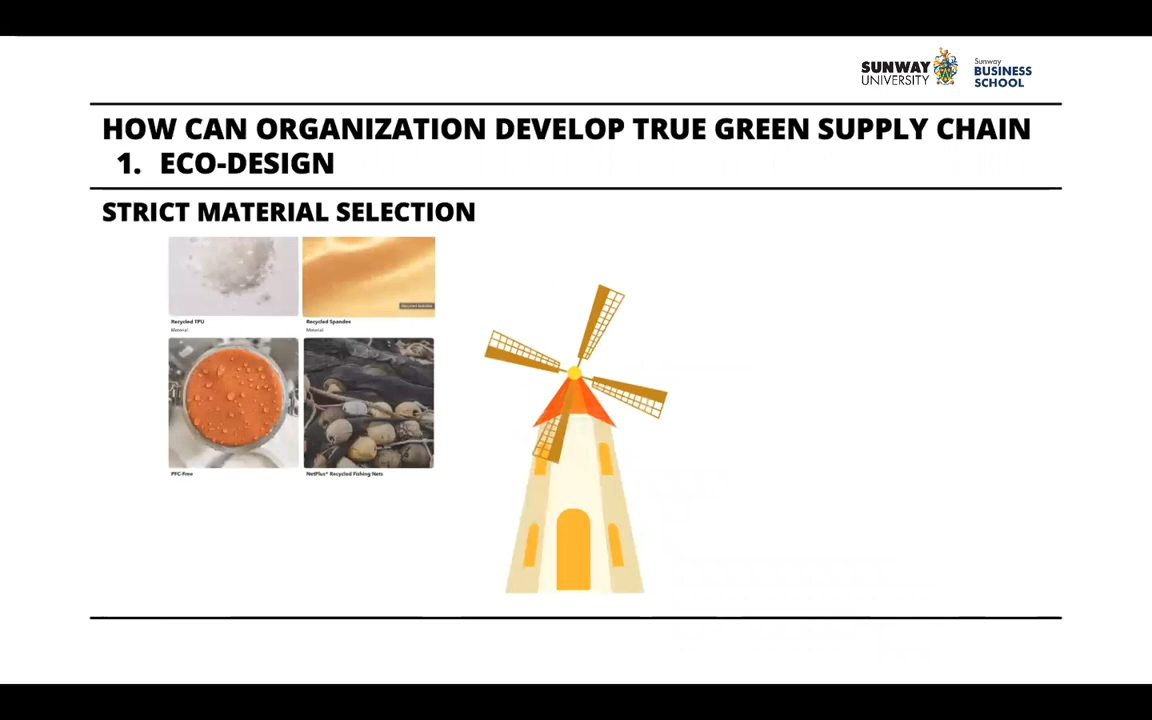 SUNWAY
UNIVERSITY
Sunway
BUSINESS
SCHOOL
HOW CAN ORGANIZATION DEVELOP TRUE GREEN SUPPLY CHAIN
1. ECO-DESIGN
STRICT MATERIAL SELECTION
Recycled TPU
Material
Recycled Spandex
Material
PFC Free
NetPlus® Recycled Fishing Nets